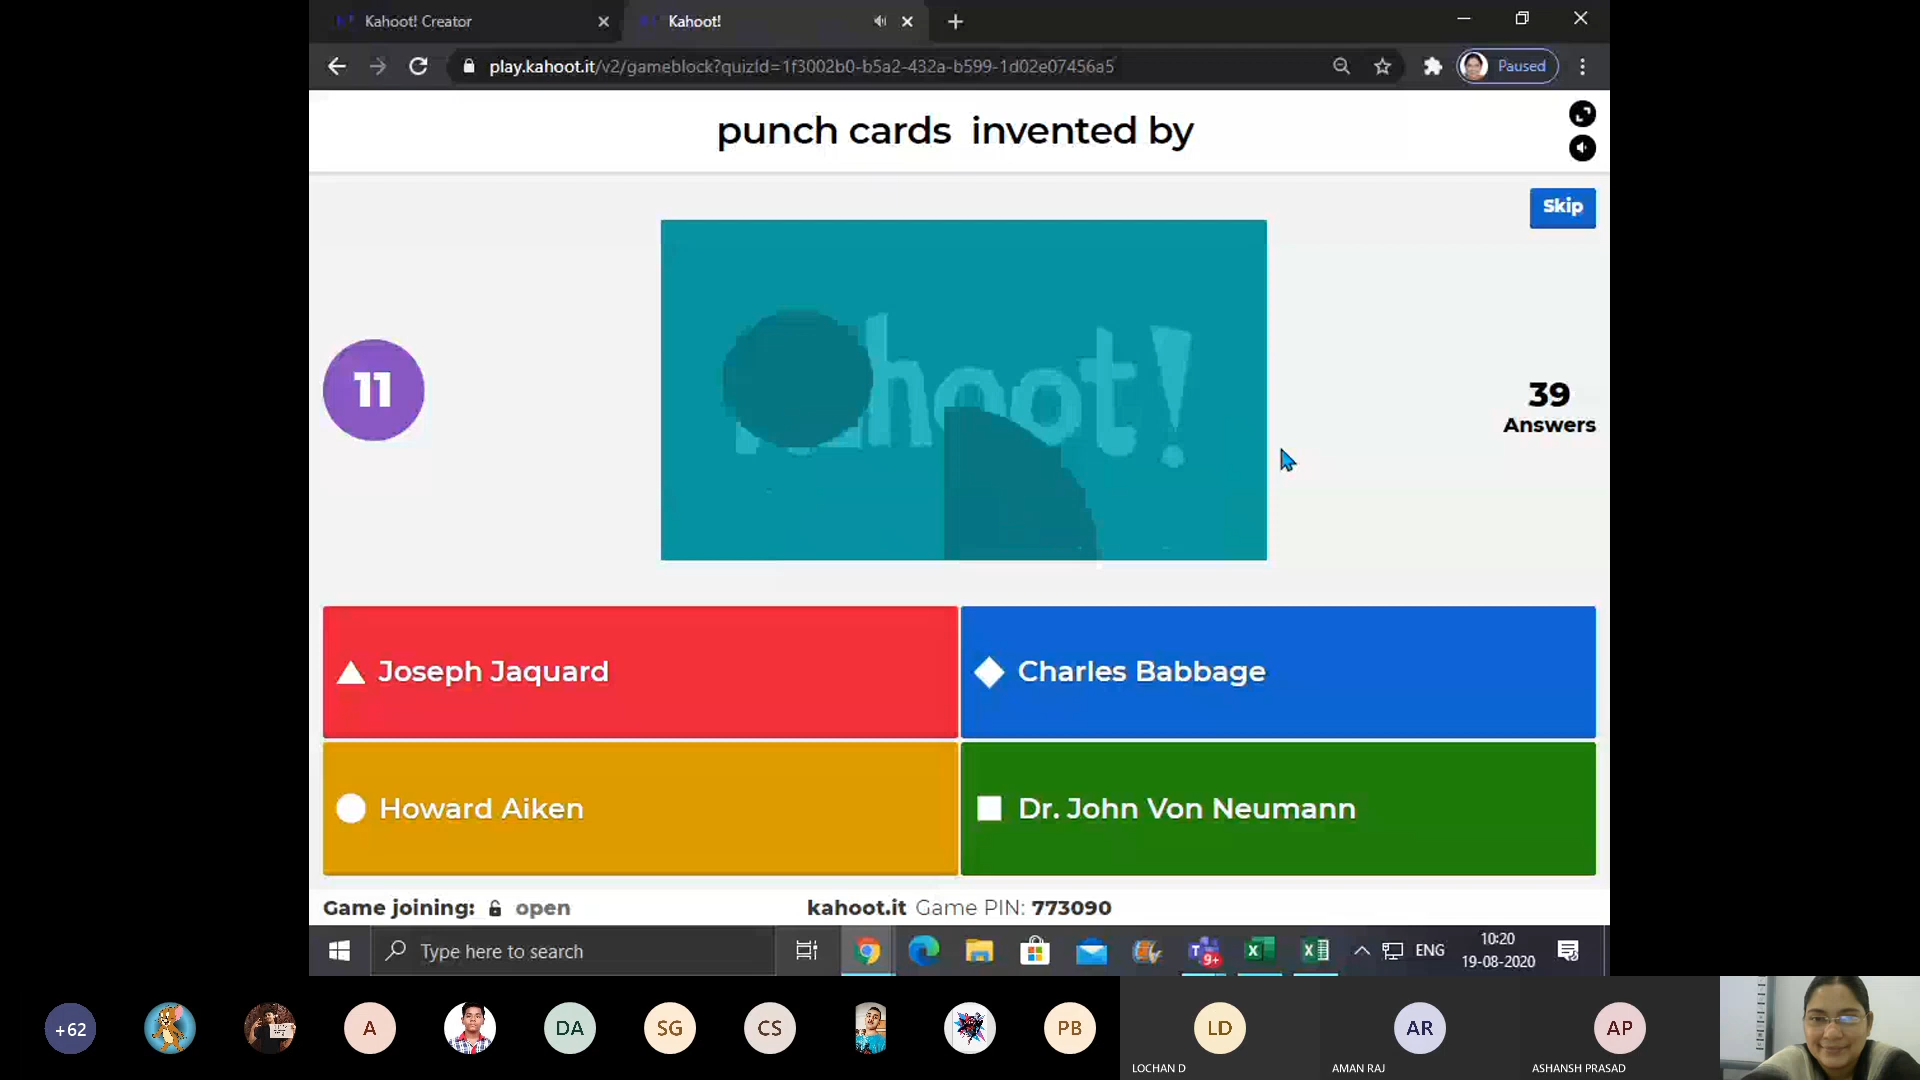 Kahoot! Creator
Kahoot!
play.kahoot.it/v2/gameblock?quizId=1f3002b0-b5a2-432a-b599-1d02e07456a5
Paused
punch cards invented by
Skip
Kahoot!
11
39
Answers
Joseph Jaquard
Charles Babbage
Howard Aiken
Dr. John Von Neumann
Game joining: open
kahoot.it Game PIN: 773090
Type here to search
9+
ENG
10:20
19-08-2020
+62
A
DA
SG
CS
PB
LD
AR
AP
LOCHAN D
AMAN RAJ
ASHANSH PRASAD